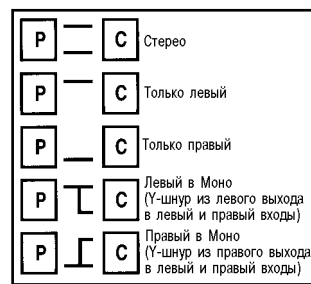 P C Стерео
P C Только левый
P C Только правый
P C Левый в Моно
(Y-шнур из левого выхода
в левый и правый входы)
P C Правый в Моно
(Y-шнур из правого выхода
в левый и правый входы)